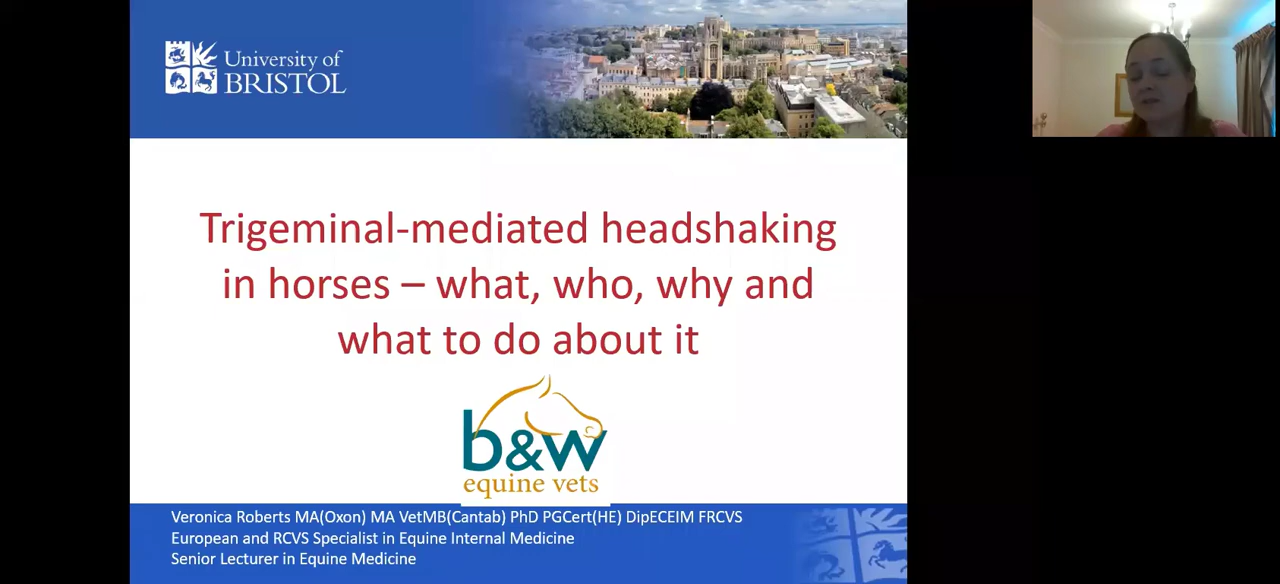 University of
BRISTOL
Trigeminal-mediated headshaking
in horses – what, who, why and
what to do about it
b&w
equine vets
Veronica Roberts MA(Oxon) MA VetMB(Cantab) PhD PGCert(HE) DipECEIM FRCVS
European and RCVS Specialist in Equine Internal Medicine
Senior Lecturer in Equine Medicine